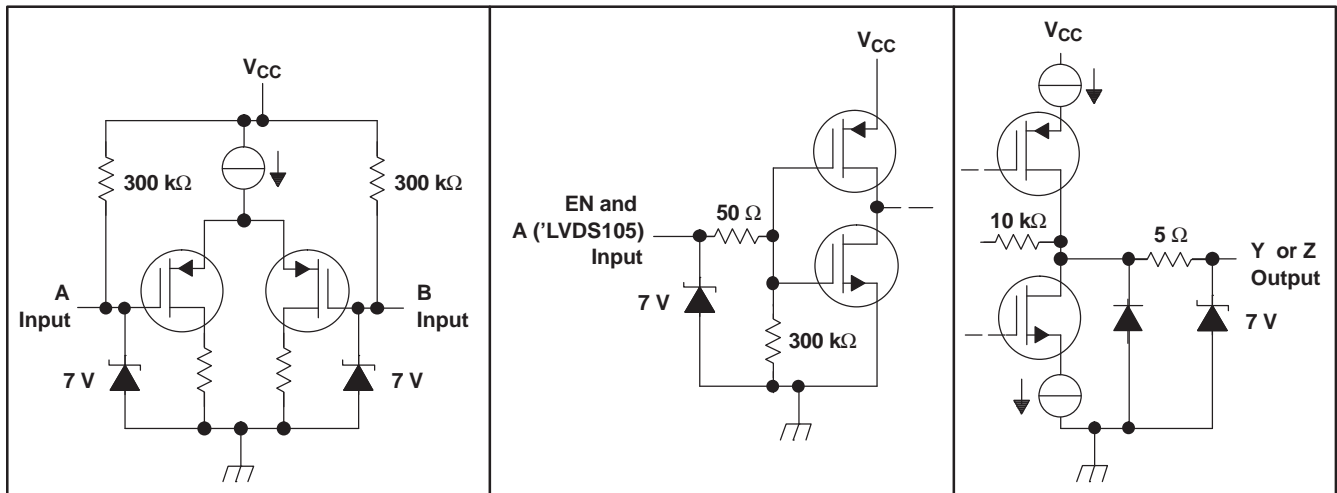 VCC
300 kΩ
300 kΩ
A
Input
B
Input
7 V
7 V
VCC
EN and
A ('LVDS105)
Input
50 Ω
7 V
300 kΩ
VCC
10 kΩ
5 Ω
Y or Z
Output
7 V